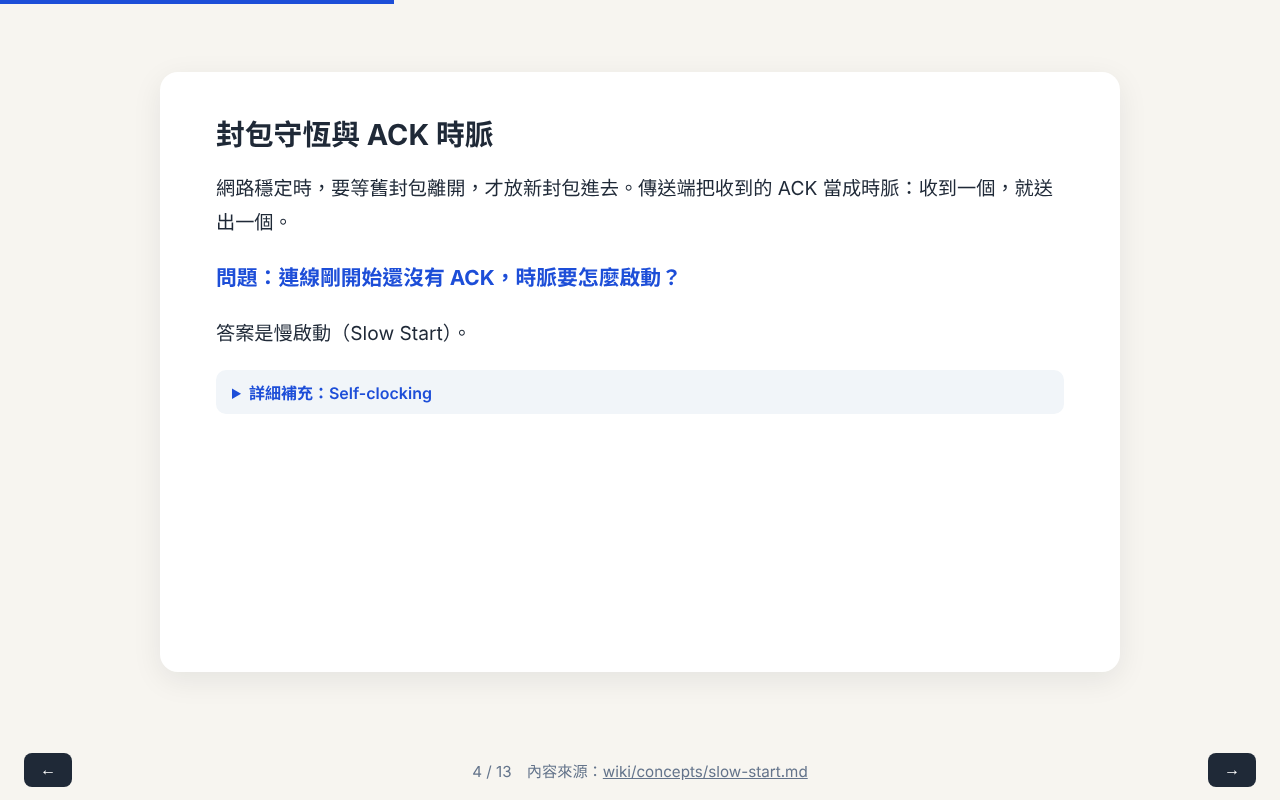 封包守恆與 ACK 時脈
網路穩定時，要等舊封包離開，才放新封包進去。傳送端把收到的 ACK 當成時脈：收到一個，就送
出一個。
問題：連線剛開始還沒有 ACK，時脈要怎麼啟動？
答案是慢啟動（Slow Start）。
▶ 詳細補充：Self-clocking
← 4 / 13 內容來源：wiki/concepts/slow-start.md →